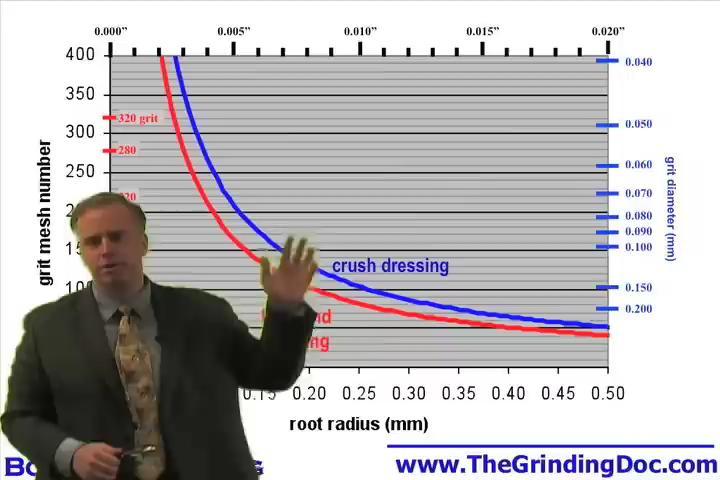 0.000" 0.005" 0.010" 0.015" 0.020"
400
350
300
250
320 grit
280
0.040
0.050
0.060
0.070
0.080
0.090
0.100
0.150
0.200
grit mesh number
grit diameter (mm)
crush dressing
0.20 0.25 0.30 0.35 0.40 0.45 0.50
root radius (mm)
www.TheGrindingDoc.com